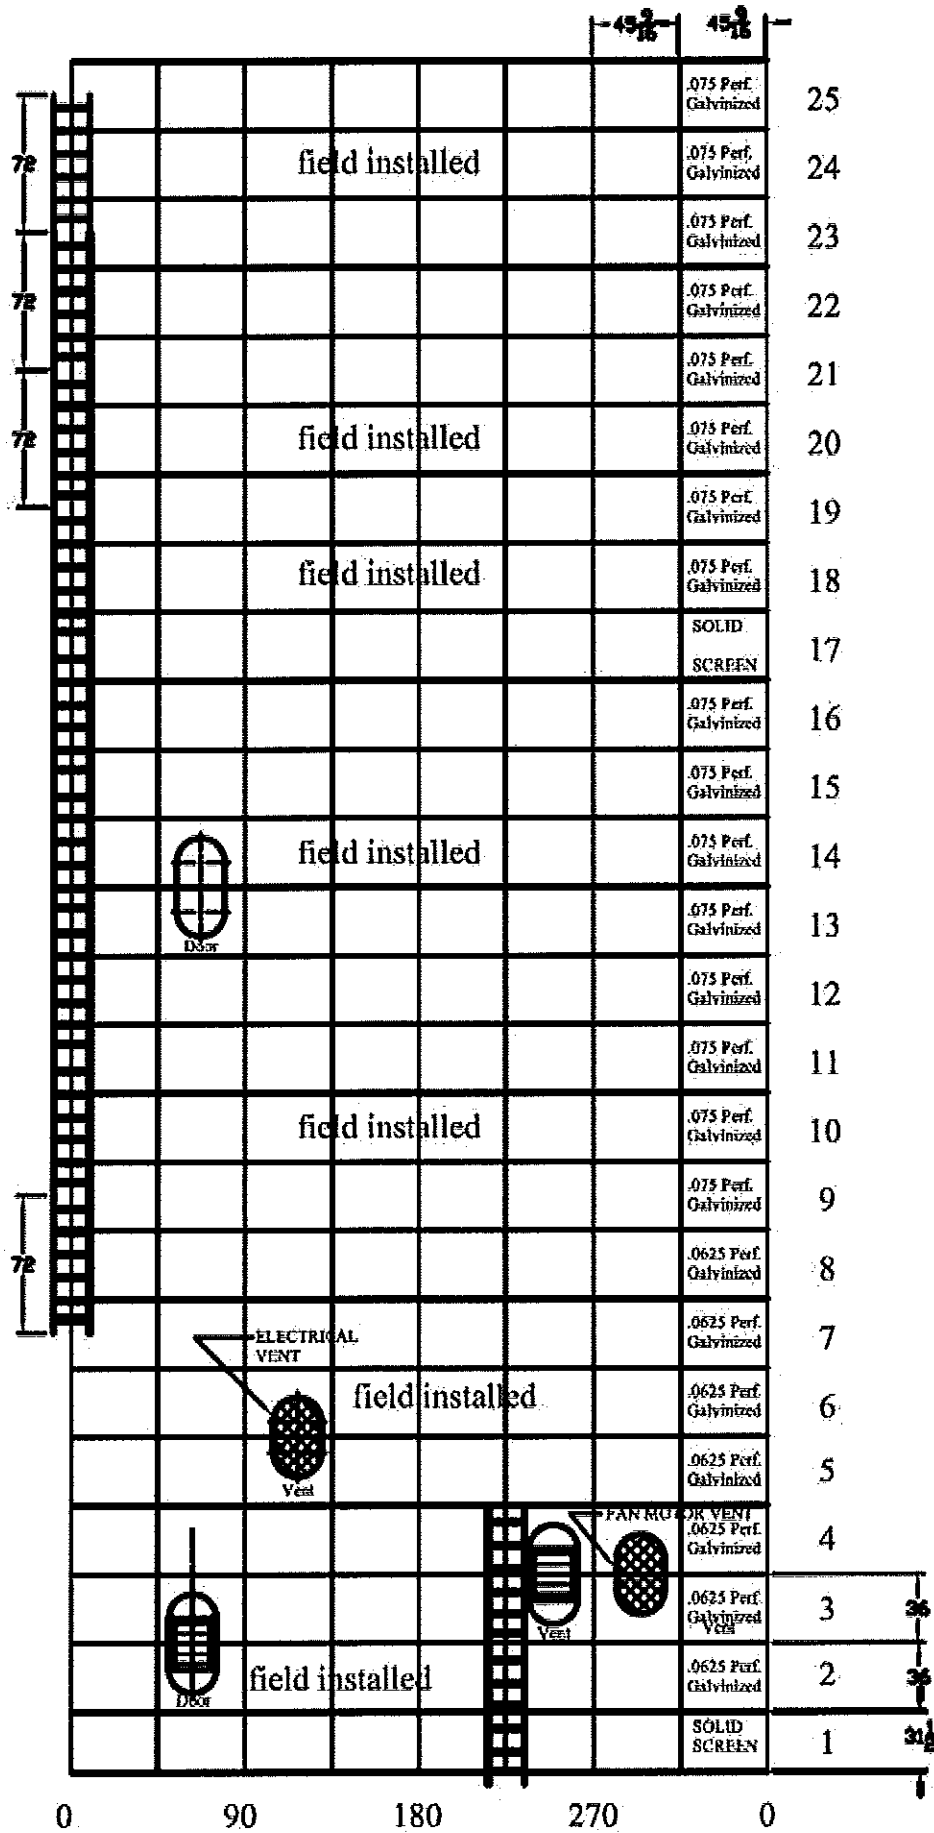 45 9/16 45 9/16
.075 Perf.
Galvinized 25
72 field installed .075 Perf.
Galvinized 24
.075 Perf.
Galvinized 23
72 .075 Perf.
Galvinized 22
.075 Perf.
Galvinized 21
72 field installed .075 Perf.
Galvinized 20
.075 Perf.
Galvinized 19
field installed .075 Perf.
Galvinized 18
SOLID
SCREEN 17
.075 Perf.
Galvinized 16
.075 Perf.
Galvinized 15
field installed .075 Perf.
Galvinized 14
.075 Perf.
Galvinized 13
Door
.075 Perf.
Galvinized 12
.075 Perf.
Galvinized 11
field installed .075 Perf.
Galvinized 10
.075 Perf.
Galvinized 9
72 .0625 Perf.
Galvinized 8
ELECTRICAL
VENT
.0625 Perf.
Galvinized 7
field installed .0625 Perf.
Galvinized 6
.0625 Perf.
Galvinized 5
Vent
FAN MOTOR VENT
.0625 Perf.
Galvinized 4
.0625 Perf.
Galvinized 3 36
Vent Vent
field installed .0625 Perf.
Galvinized 2 36
Door
SOLID
SCREEN 1 31 1/2
0 90 180 270 0